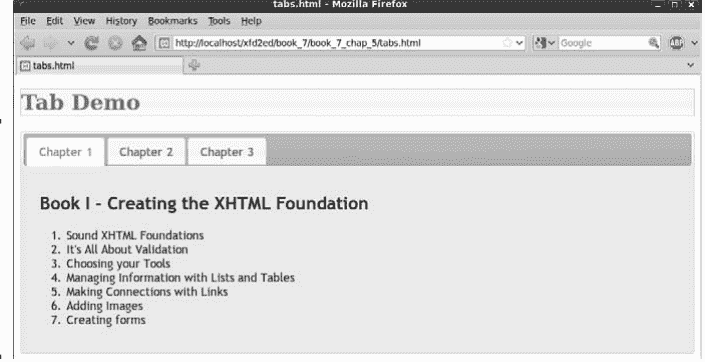 tabs.html - Mozilla Firefox
File Edit View History Bookmarks Tools Help
http://localhost/xfd2ed/book_7/book_7_chap_5/tabs.html Google ABP
tabs.html
Tab Demo
Chapter 1 Chapter 2 Chapter 3
Book I - Creating the XHTML Foundation
1. Sound XHTML Foundations
2. It's All About Validation
3. Choosing your Tools
4. Managing Information with Lists and Tables
5. Making Connections with Links
6. Adding Images
7. Creating forms